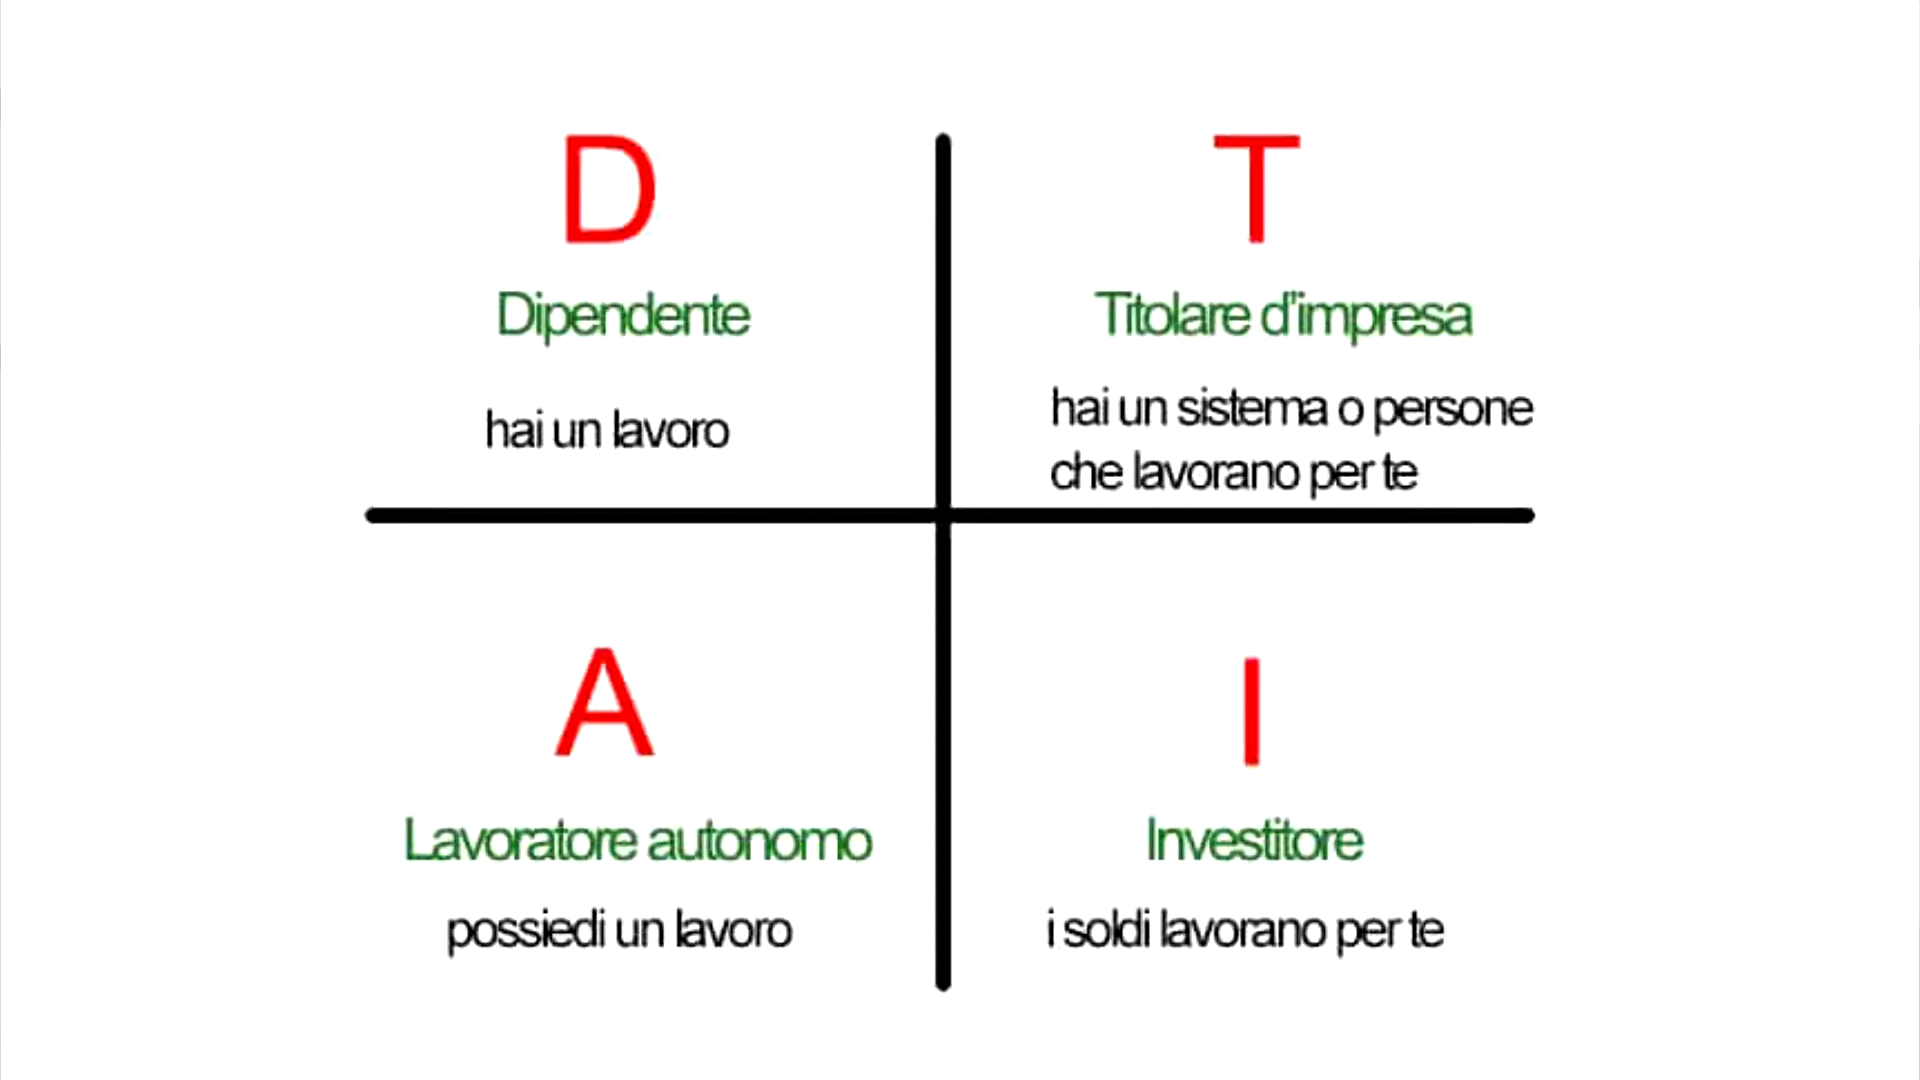 D
Dipendente
hai un lavoro
T
Titolare d'impresa
hai un sistema o persone
che lavorano per te
A
Lavoratore autonomo
possiedi un lavoro
I
Investitore
i soldi lavorano per te